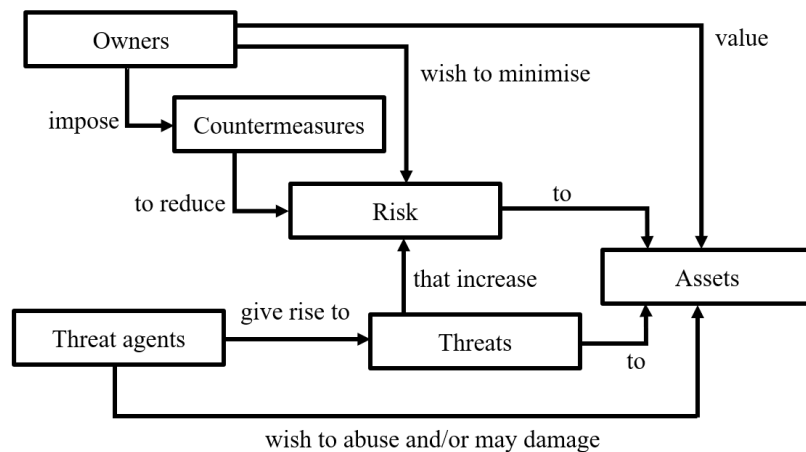 Owners
value
wish to minimise
impose
Countermeasures
to reduce
Risk
to
that increase
Assets
give rise to
Threat agents
Threats
to
wish to abuse and/or may damage